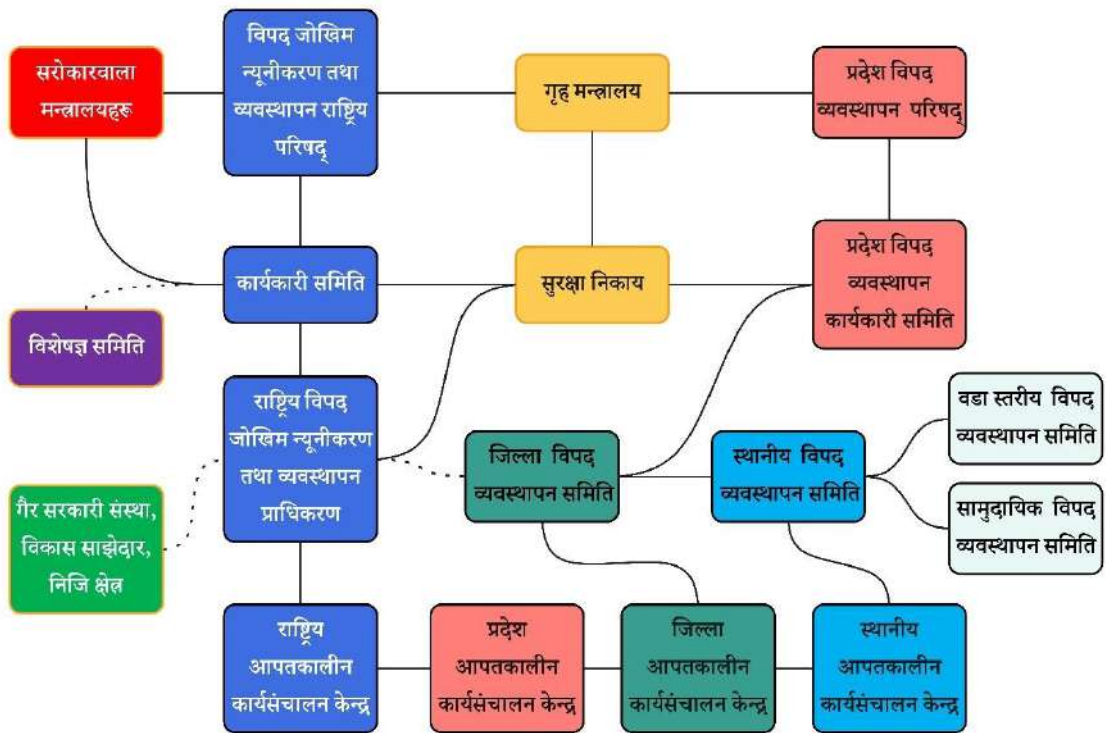 सरोकारवाला
मन्त्रालयहरू
विपद जोखिम
न्यूनीकरण तथा
व्यवस्थापन राष्ट्रिय
परिषद्
गृह मन्त्रालय
प्रदेश विपद
व्यवस्थापन परिषद्
कार्यकारी समिति
सुरक्षा निकाय
प्रदेश विपद
व्यवस्थापन
कार्यकारी समिति
विशेषज्ञ समिति
राष्ट्रिय विपद
जोखिम न्यूनीकरण
तथा व्यवस्थापन
प्राधिकरण
जिल्ला विपद
व्यवस्थापन समिति
स्थानीय विपद
व्यवस्थापन समिति
वडा स्तरीय विपद
व्यवस्थापन समिति
सामुदायिक विपद
व्यवस्थापन समिति
गैर सरकारी संस्था,
विकास साझेदार,
निजि क्षेत्र
राष्ट्रिय
आपतकालीन
कार्यसंचालन केन्द्र
प्रदेश
आपतकालीन
कार्यसंचालन केन्द्र
जिल्ला
आपतकालीन
कार्यसंचालन केन्द्र
स्थानीय
आपतकालीन
कार्यसंचालन केन्द्र